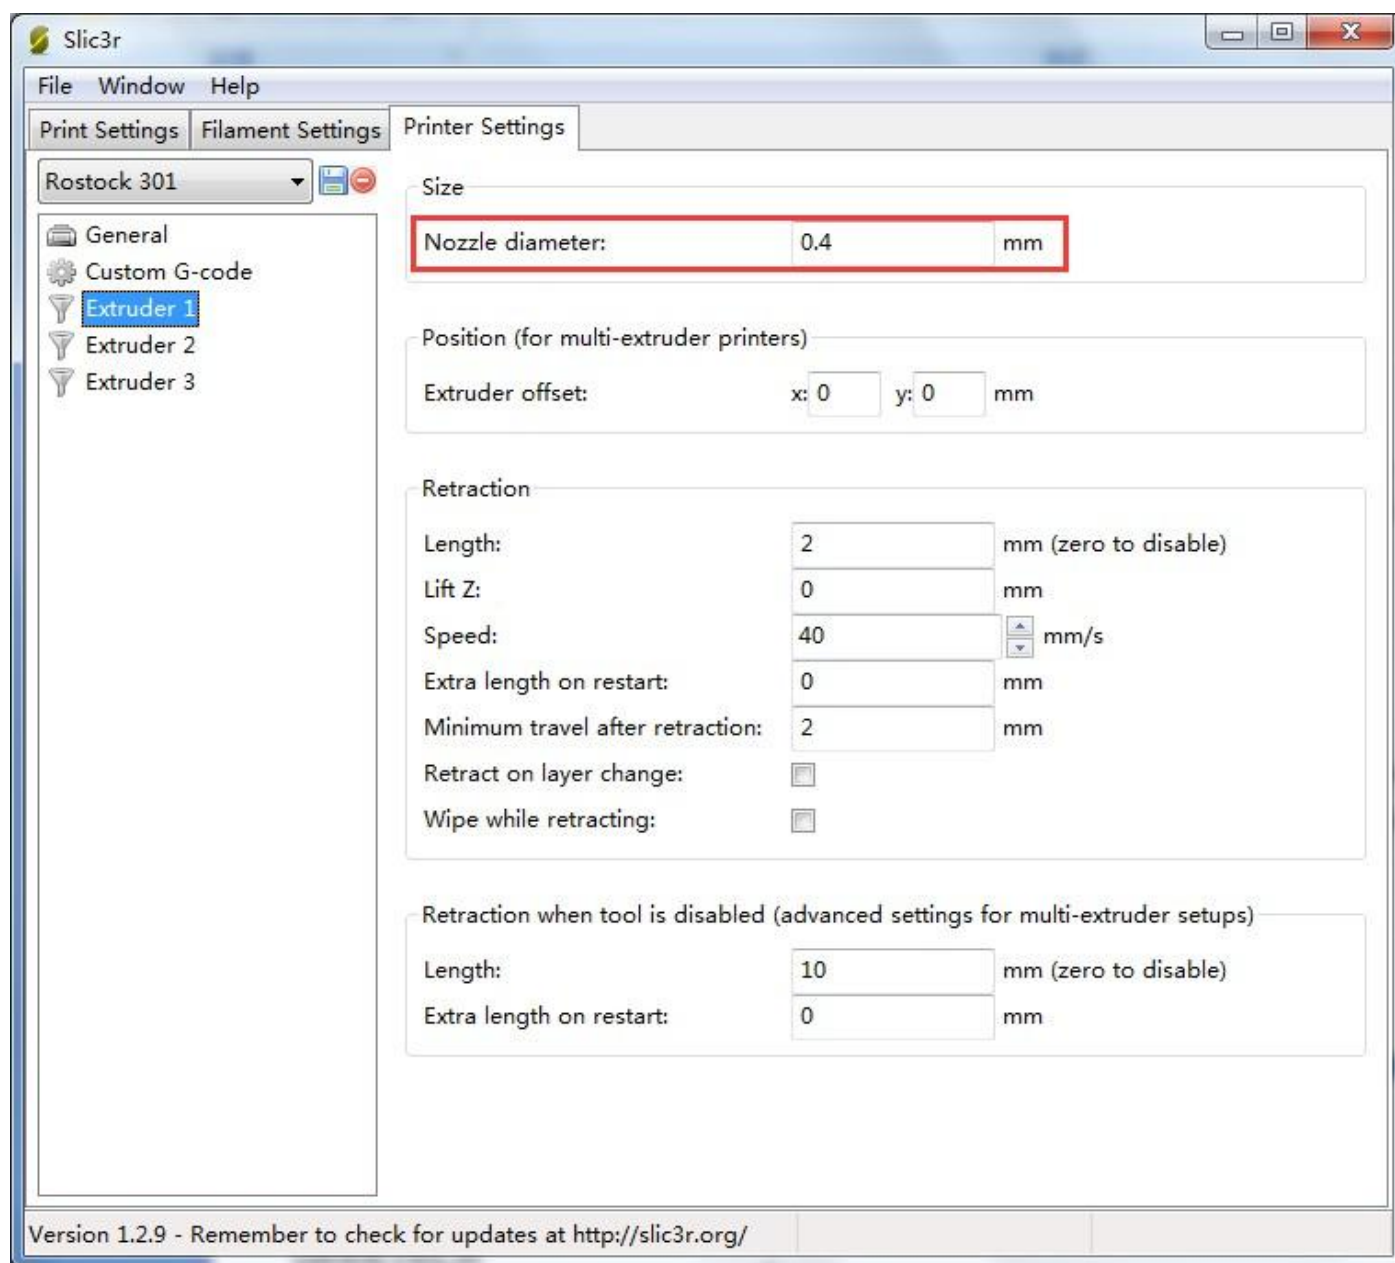 Slic3r
File Window Help
Print Settings Filament Settings Printer Settings
Rostock 301
General
Custom G-code
Extruder 1
Extruder 2
Extruder 3
Size
Nozzle diameter: 0.4 mm
Position (for multi-extruder printers)
Extruder offset: x: 0 y: 0 mm
Retraction
Length: 2 mm (zero to disable)
Lift Z: 0 mm
Speed: 40 mm/s
Extra length on restart: 0 mm
Minimum travel after retraction: 2 mm
Retract on layer change:
Wipe while retracting:
Retraction when tool is disabled (advanced settings for multi-extruder setups)
Length: 10 mm (zero to disable)
Extra length on restart: 0 mm
Version 1.2.9 - Remember to check for updates at http://slic3r.org/